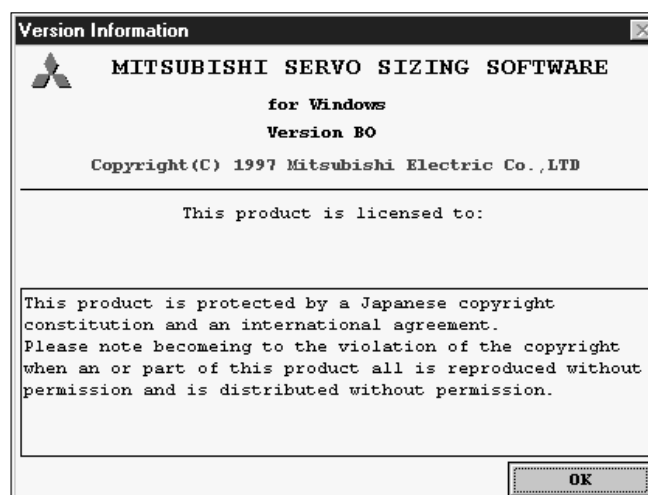 Version Information
MITSUBISHI SERVO SIZING SOFTWARE
for Windows
Version B0
Copyright(C) 1997 Mitsubishi Electric Co.,LTD
This product is licensed to:
This product is protected by a Japanese copyright
constitution and an international agreement.
Please note becomeing to the violation of the copyright
when an or part of this product all is reproduced without
permission and is distributed without permission.
OK